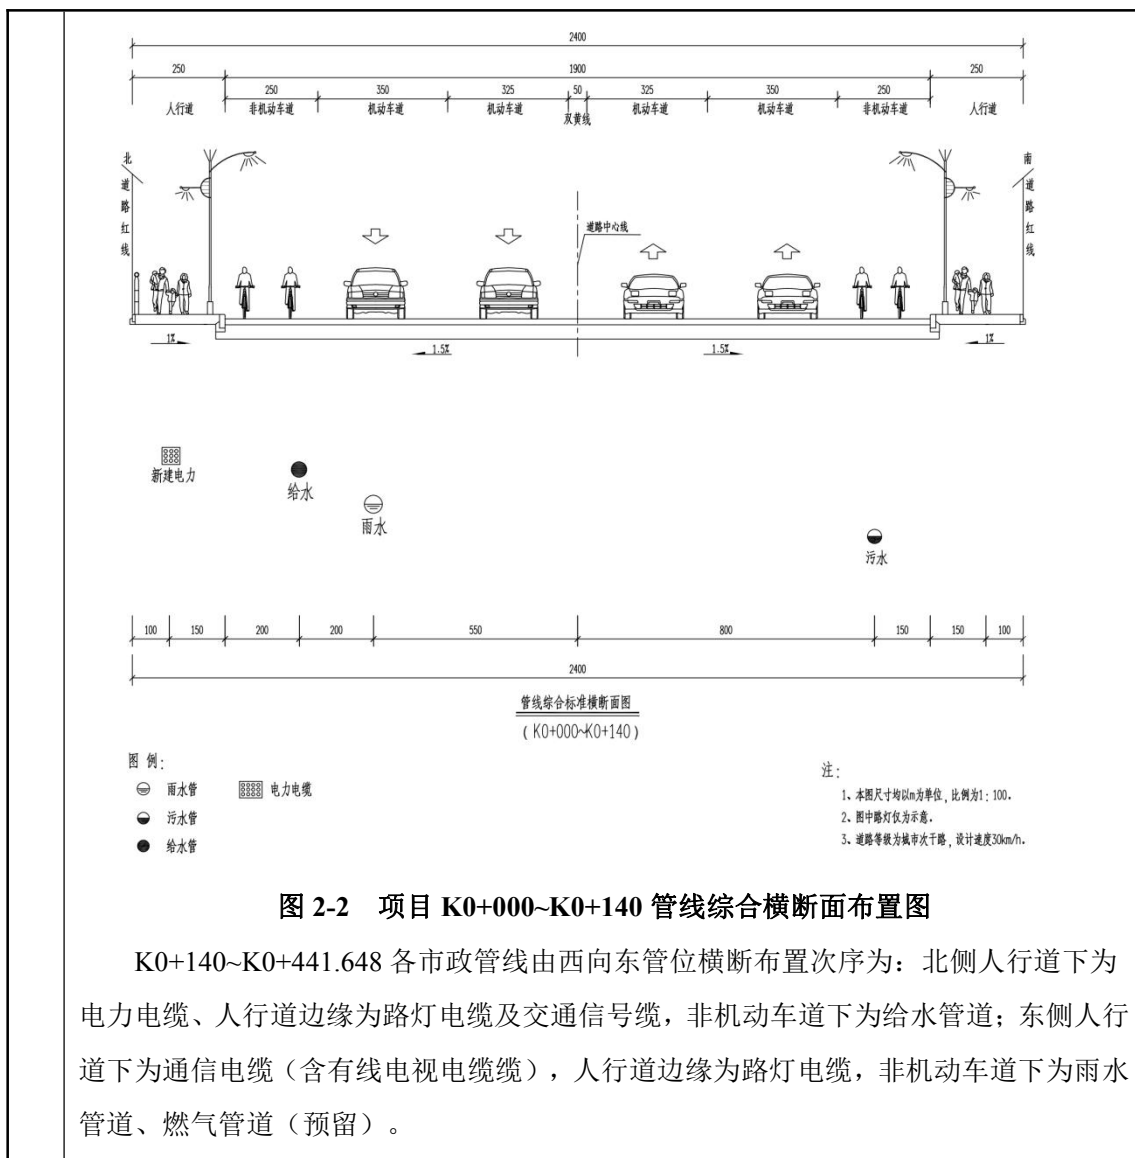 2400
250 1900 250
250 350 325 50 325 350 250
人行道 非机动车道 机动车道 机动车道 双黄线 机动车道 机动车道 非机动车道 人行道
北 南
道路红线 道路红线
道路中心线
1% 1.5% 1.5% 1%
新建电力
给水
雨水
污水
100 150 200 200 550 800 150 150 100
2400
管线综合标准横断面图
(K0+000~K0+140)
图 例:
雨水管 电力电缆
污水管
给水管
注:
1、本图尺寸均以m为单位,比例为1:100.
2、图中路灯仅为示意.
3、道路等级为城市次干路,设计速度30km/h.
图 2-2 项目 K0+000~K0+140 管线综合横断面布置图
K0+140~K0+441.648 各市政管线由西向东管位横断布置次序为:北侧人行道下为
电力电缆、人行道边缘为路灯电缆及交通信号缆,非机动车道下为给水管道;东侧人行
道下为通信电缆(含有线电视电缆缆),人行道边缘为路灯电缆,非机动车道下为雨水
管道、燃气管道(预留)。